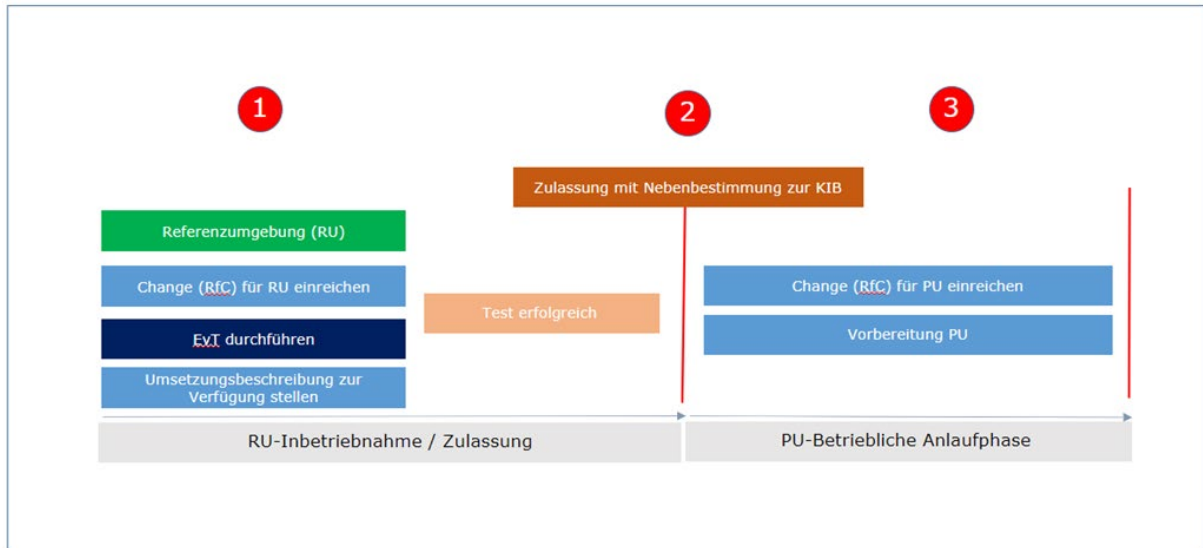 1
2
3
Zulassung mit Nebenbestimmung zur KIB
Referenzumgebung (RU)
Change (RfC) für RU einreichen
Change (RfC) für PU einreichen
Test erfolgreich
EvT durchführen
Vorbereitung PU
Umsetzungsbeschreibung zur
Verfügung stellen
RU-Inbetriebnahme / Zulassung
PU-Betriebliche Anlaufphase